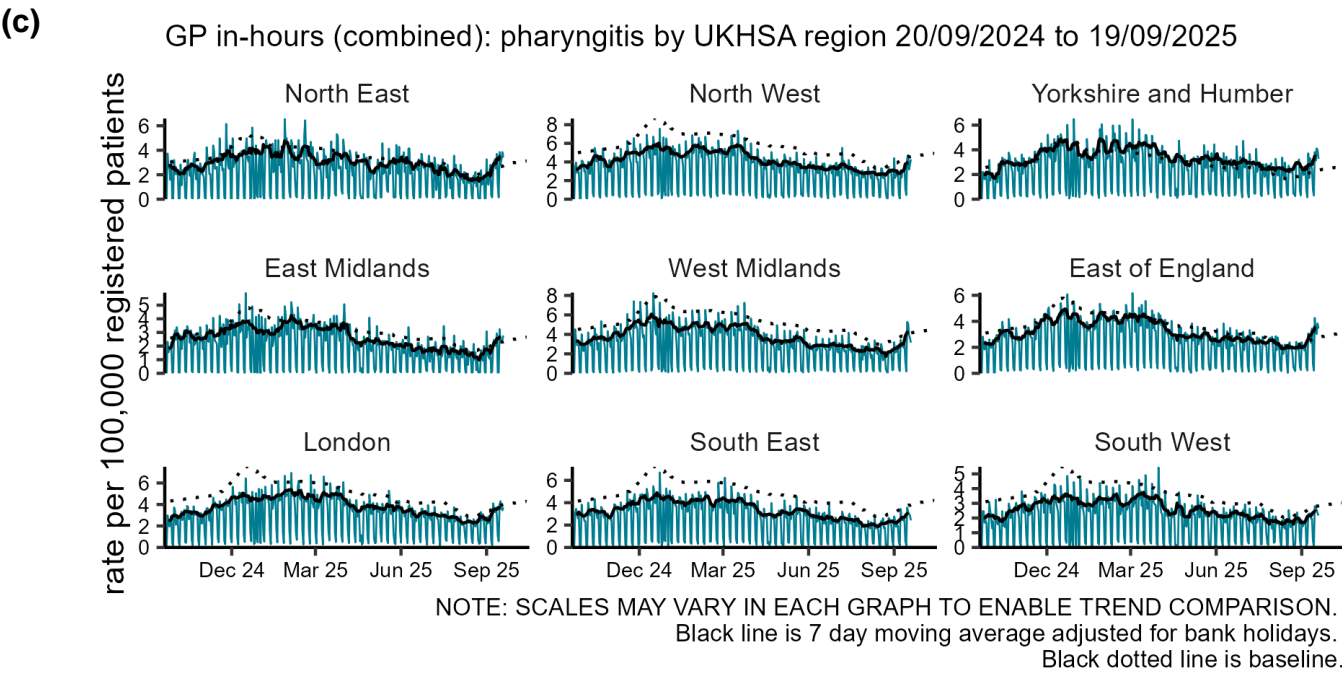 (c)
GP in-hours (combined): pharyngitis by UKHSA region 20/09/2024 to 19/09/2025
rate per 100,000 registered patients
North East
6
4
2
0
North West
8
6
4
2
0
Yorkshire and Humber
6
4
2
0
East Midlands
5
4
3
2
1
0
West Midlands
8
6
4
2
0
East of England
6
4
2
0
London
6
4
2
0
Dec 24 Mar 25 Jun 25 Sep 25
South East
6
4
2
0
Dec 24 Mar 25 Jun 25 Sep 25
South West
5
4
3
2
1
0
Dec 24 Mar 25 Jun 25 Sep 25
NOTE: SCALES MAY VARY IN EACH GRAPH TO ENABLE TREND COMPARISON.
Black line is 7 day moving average adjusted for bank holidays.
Black dotted line is baseline.